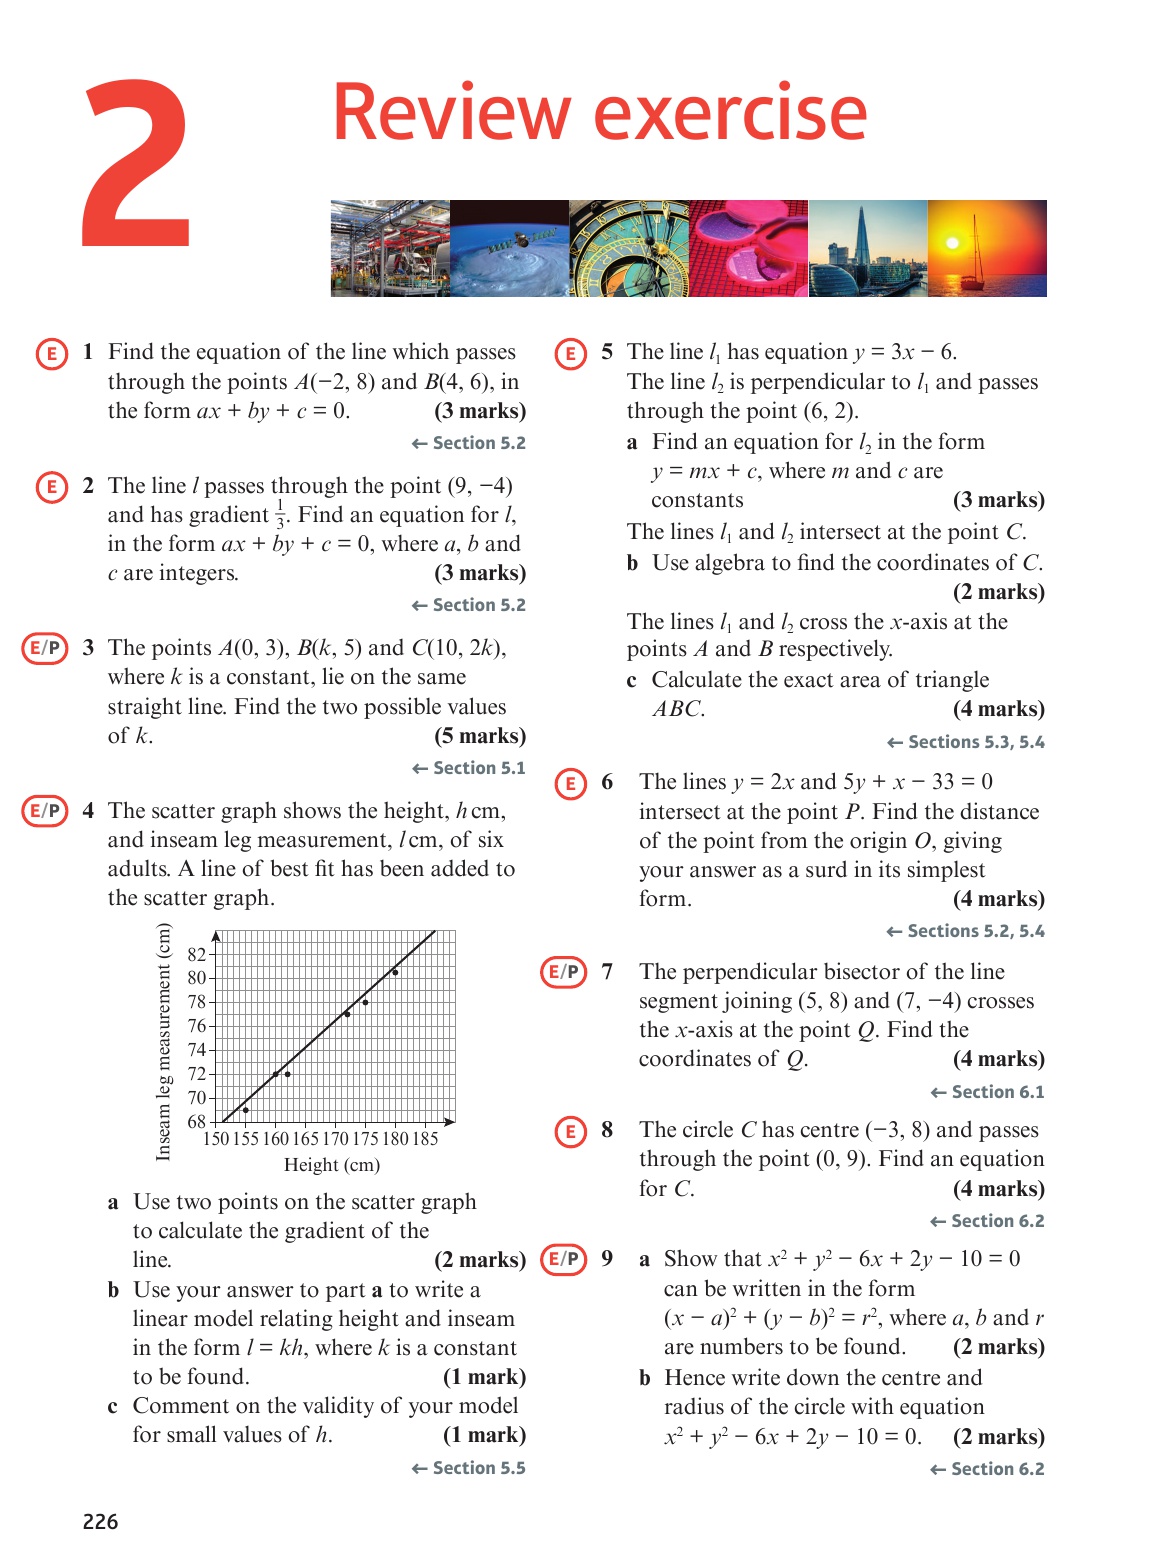 2
Review exercise
E 1 Find the equation of the line which passes
through the points A(−2, 8) and B(4, 6), in
the form ax + by + c = 0. (3 marks)
← Section 5.2
E 2 The line l passes through the point (9, −4)
and has gradient 1/3. Find an equation for l,
in the form ax + by + c = 0, where a, b and
c are integers. (3 marks)
← Section 5.2
E/P 3 The points A(0, 3), B(k, 5) and C(10, 2k),
where k is a constant, lie on the same
straight line. Find the two possible values
of k. (5 marks)
← Section 5.1
E/P 4 The scatter graph shows the height, h cm,
and inseam leg measurement, l cm, of six
adults. A line of best fit has been added to
the scatter graph.
Inseam leg measurement (cm)
82
80
78
76
74
72
70
68
150 155 160 165 170 175 180 185
Height (cm)
a Use two points on the scatter graph
to calculate the gradient of the
line. (2 marks)
b Use your answer to part a to write a
linear model relating height and inseam
in the form l = kh, where k is a constant
to be found. (1 mark)
c Comment on the validity of your model
for small values of h. (1 mark)
← Section 5.5
E 5 The line l₁ has equation y = 3x − 6.
The line l₂ is perpendicular to l₁ and passes
through the point (6, 2).
a Find an equation for l₂ in the form
y = mx + c, where m and c are
constants (3 marks)
The lines l₁ and l₂ intersect at the point C.
b Use algebra to find the coordinates of C.
(2 marks)
The lines l₁ and l₂ cross the x-axis at the
points A and B respectively.
c Calculate the exact area of triangle
ABC. (4 marks)
← Sections 5.3, 5.4
E 6 The lines y = 2x and 5y + x − 33 = 0
intersect at the point P. Find the distance
of the point from the origin O, giving
your answer as a surd in its simplest
form. (4 marks)
← Sections 5.2, 5.4
E/P 7 The perpendicular bisector of the line
segment joining (5, 8) and (7, −4) crosses
the x-axis at the point Q. Find the
coordinates of Q. (4 marks)
← Section 6.1
E 8 The circle C has centre (−3, 8) and passes
through the point (0, 9). Find an equation
for C. (4 marks)
← Section 6.2
E/P 9 a Show that x² + y² − 6x + 2y − 10 = 0
can be written in the form
(x − a)² + (y − b)² = r², where a, b and r
are numbers to be found. (2 marks)
b Hence write down the centre and
radius of the circle with equation
x² + y² − 6x + 2y − 10 = 0. (2 marks)
← Section 6.2
226